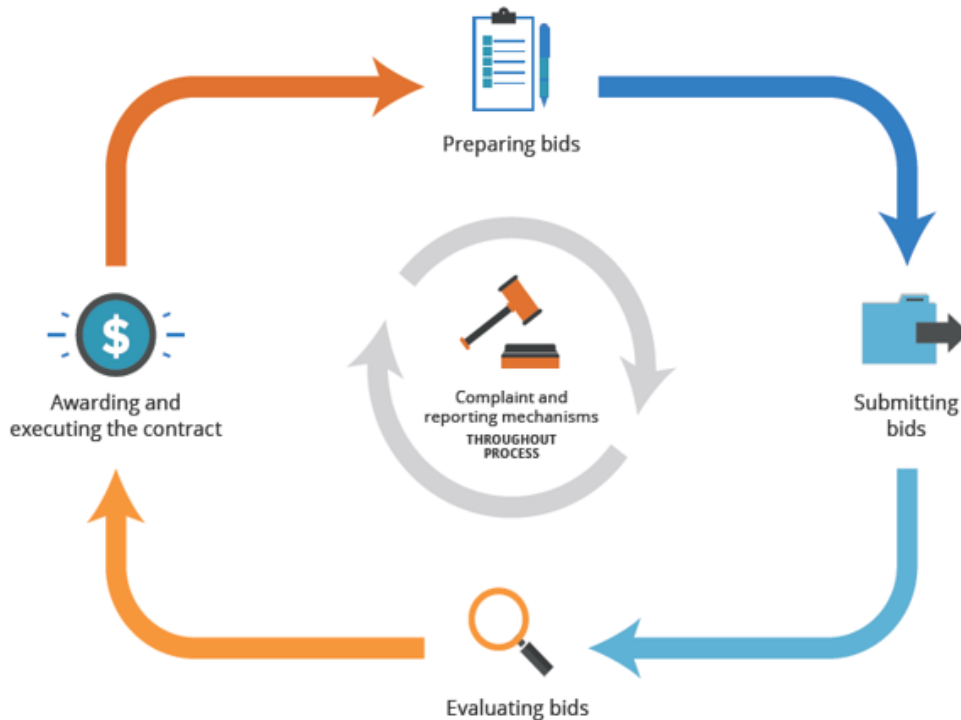 Preparing bids
$
Awarding and
executing the contract
Complaint and
reporting mechanisms
THROUGHOUT
PROCESS
Submitting
bids
Evaluating bids